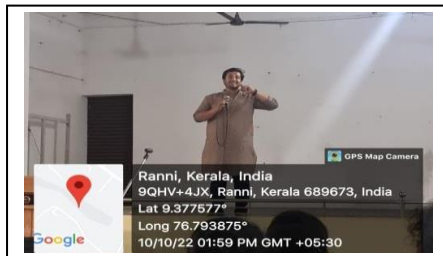 GPS Map Camera
Ranni, Kerala, India
9QHV+4JX, Ranni, Kerala 689673, India
Lat 9.377577°
Long 76.793875°
10/10/22 01:59 PM GMT +05:30
Google